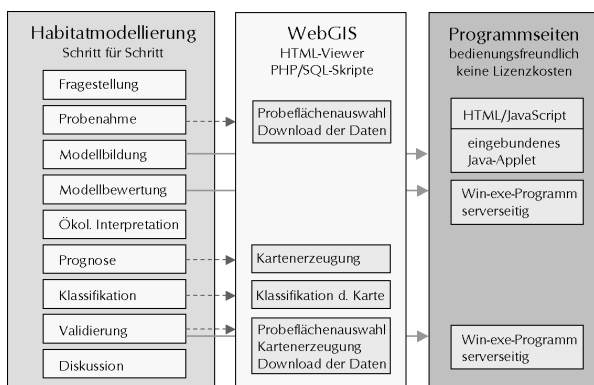 Habitatmodellierung
Schritt für Schritt
Fragestellung
Probenahme
Modellbildung
Modellbewertung
Ökol. Interpretation
Prognose
Klassifikation
Validierung
Diskussion
WebGIS
HTML-Viewer
PHP/SQL-Skripte
Probeflächenauswahl
Download der Daten
Kartenerzeugung
Klassifikation d. Karte
Probeflächenauswahl
Kartenerzeugung
Download der Daten
Programmseiten
bedienungsfreundlich
keine Lizenzkosten
HTML/JavaScript
eingebundenes
Java-Applet
Win-exe-Programm
serverseitig
Win-exe-Programm
serverseitig